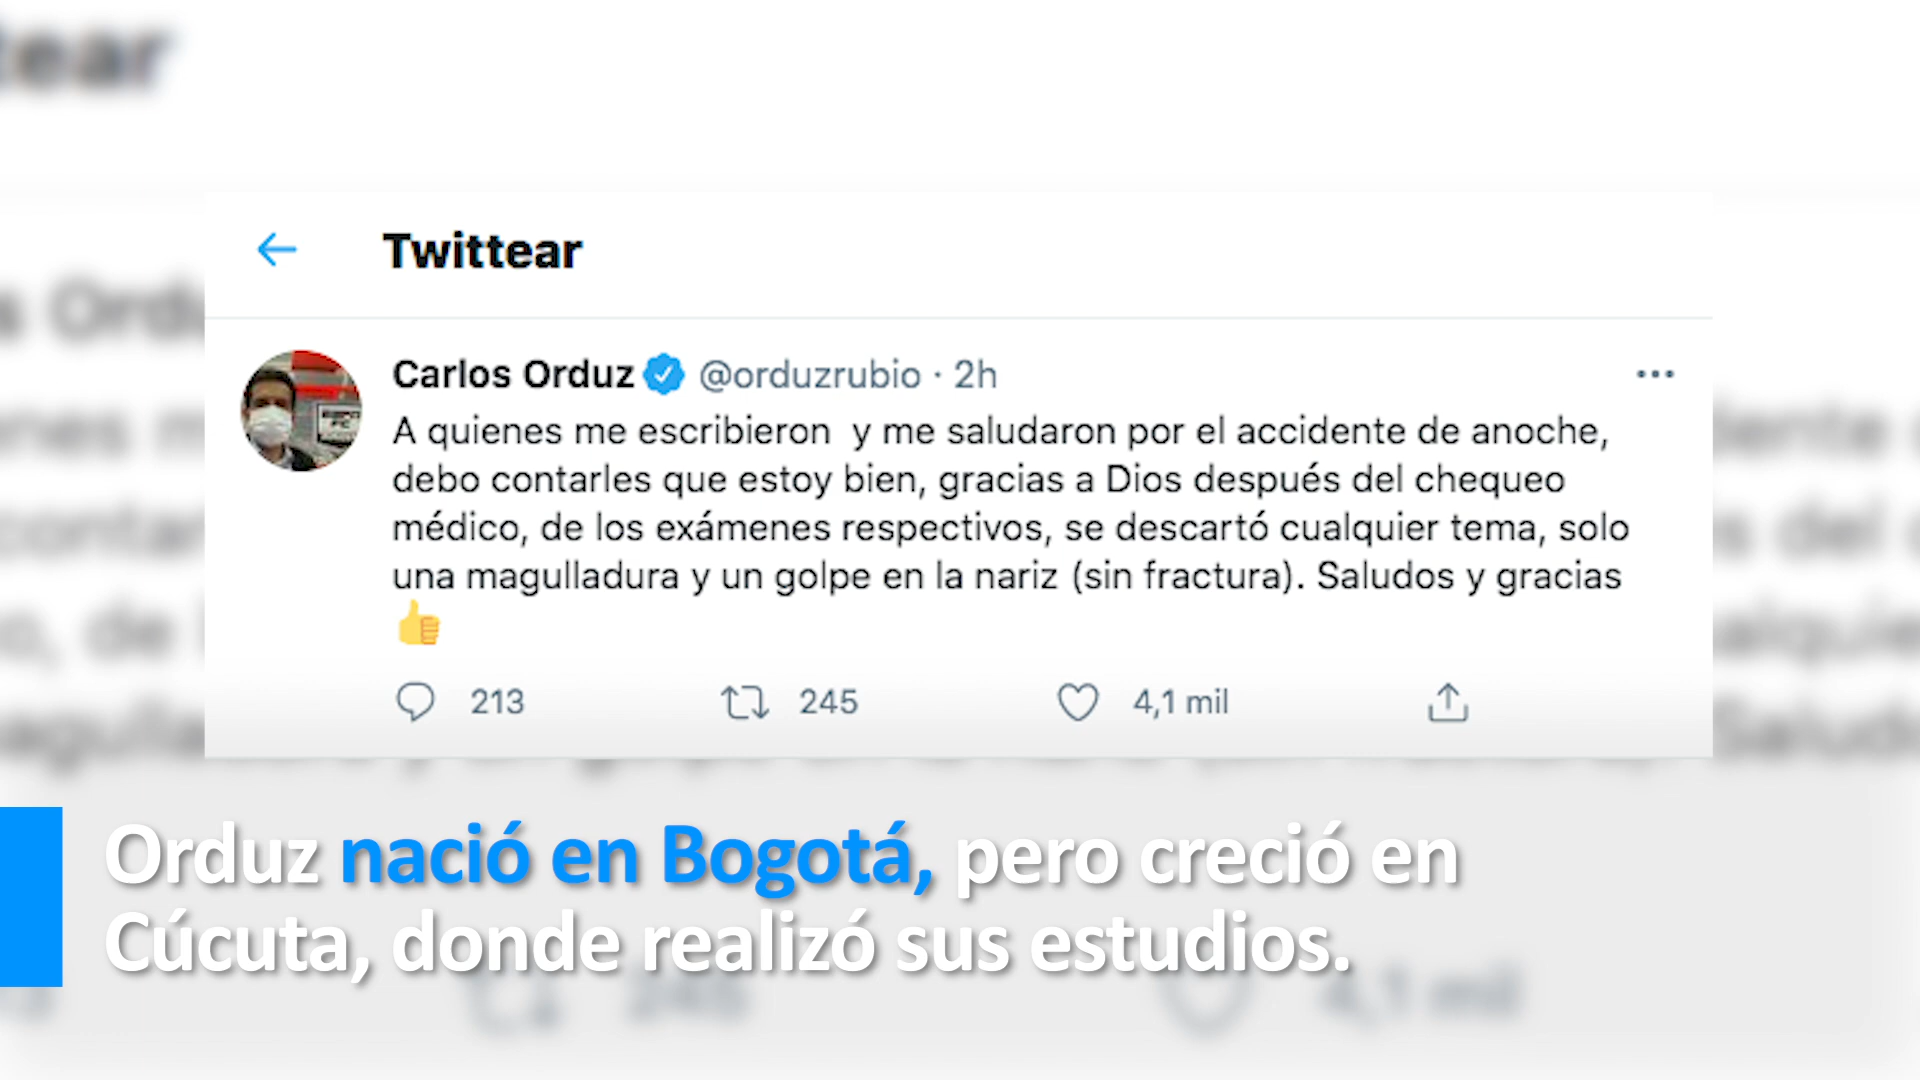 Twittear
Carlos Orduz @orduzrubio · 2h
A quienes me escribieron  y me saludaron por el accidente de anoche,
debo contarles que estoy bien, gracias a Dios después del chequeo
médico, de los exámenes respectivos, se descartó cualquier tema, solo
una magulladura y un golpe en la nariz (sin fractura). Saludos y gracias
👍
213 245 4,1 mil
Orduz nació en Bogotá, pero creció en
Cúcuta, donde realizó sus estudios.